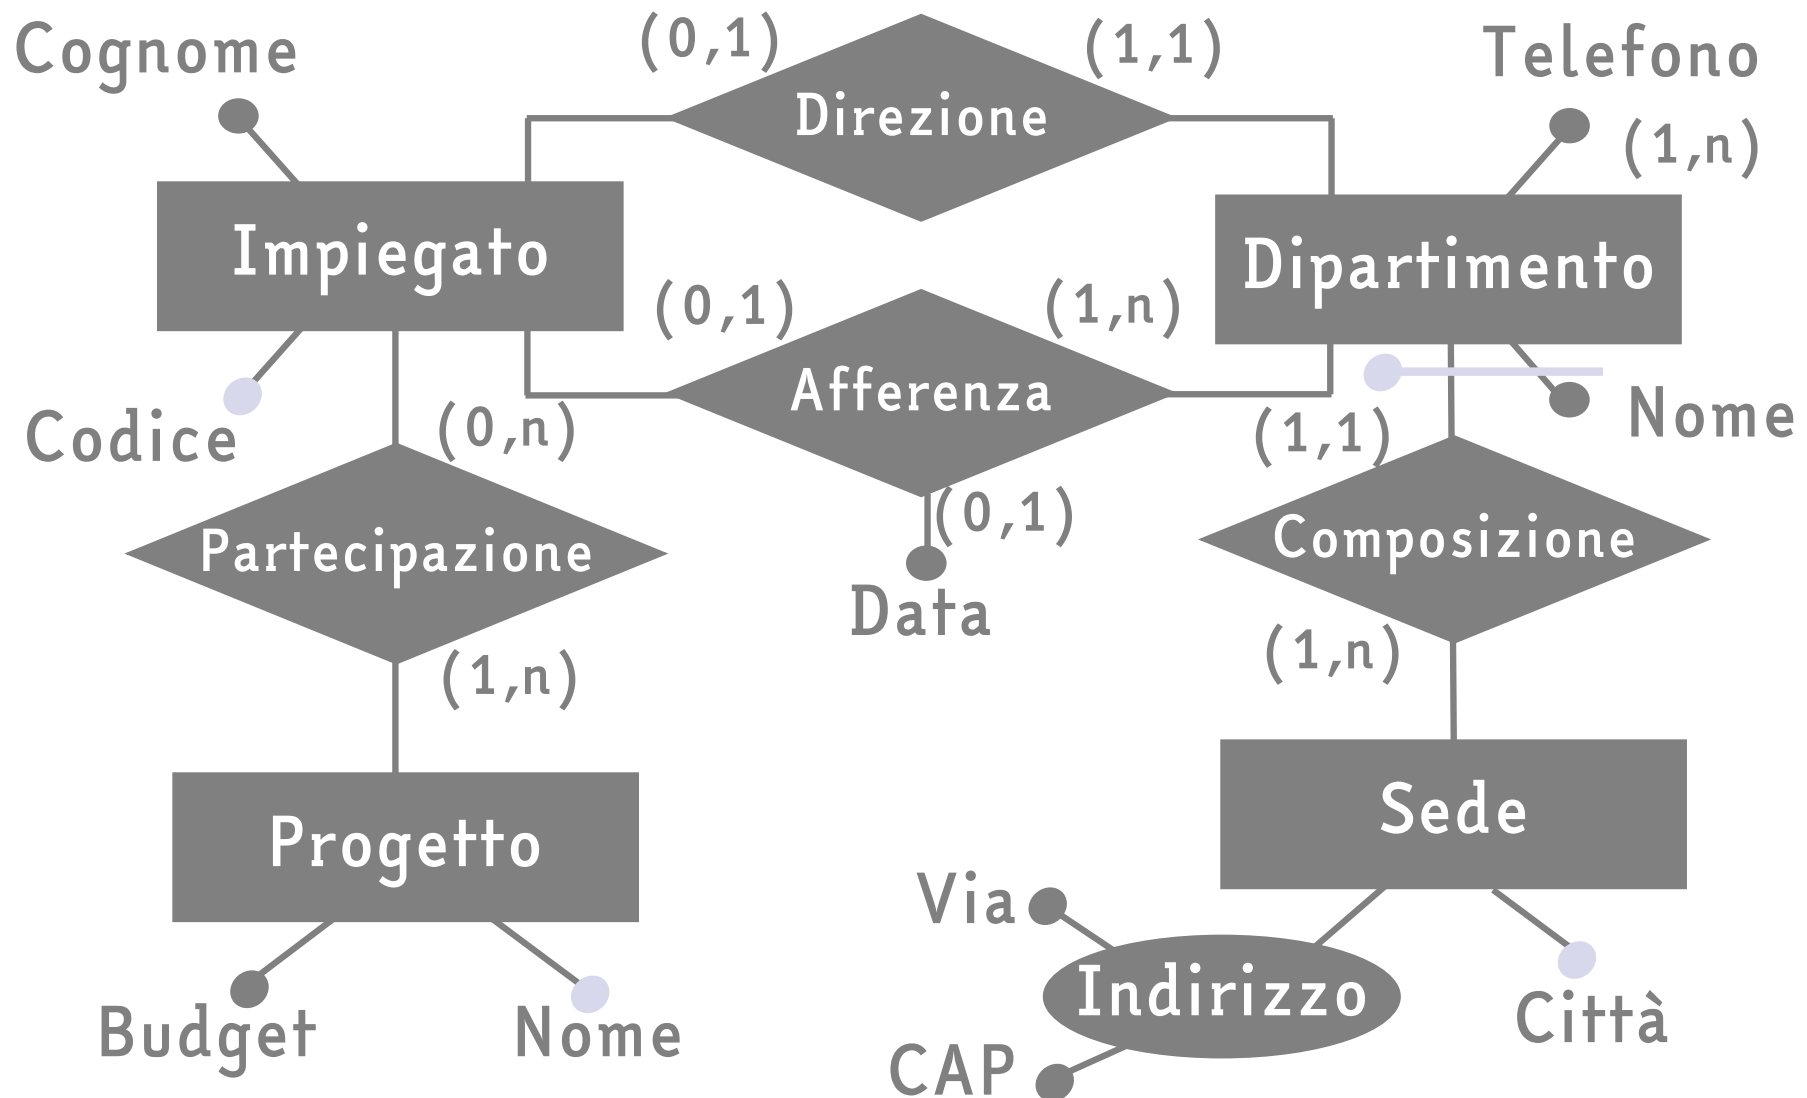 Cognome
(0,1)
(1,1)
Telefono
Direzione
(1,n)
Impiegato
Dipartimento
(0,1)
(1,n)
Afferenza
Codice
(0,n)
(1,1)
Nome
(0,1)
Partecipazione
Composizione
Data
(1,n)
(1,n)
Progetto
Sede
Via
Indirizzo
Budget
Nome
Città
CAP